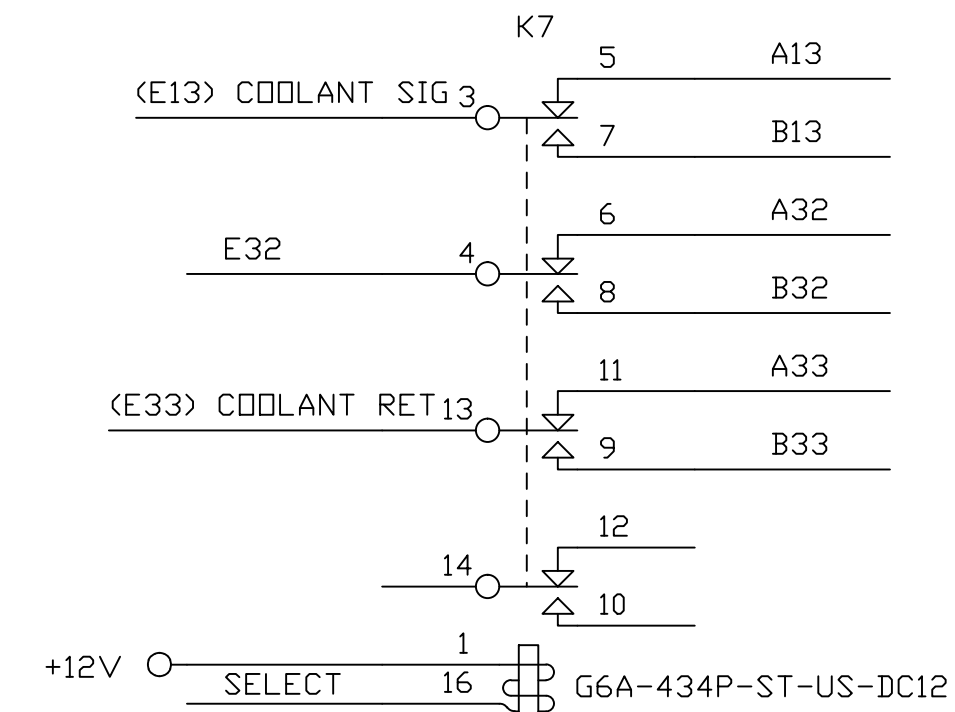 K7
5 A13
(E13) COOLANT SIG 3
7 B13
6 A32
E32 4
8 B32
11 A33
(E33) COOLANT RET 13
9 B33
12
14
10
1
+12V
SELECT 16
G6A-434P-ST-US-DC12